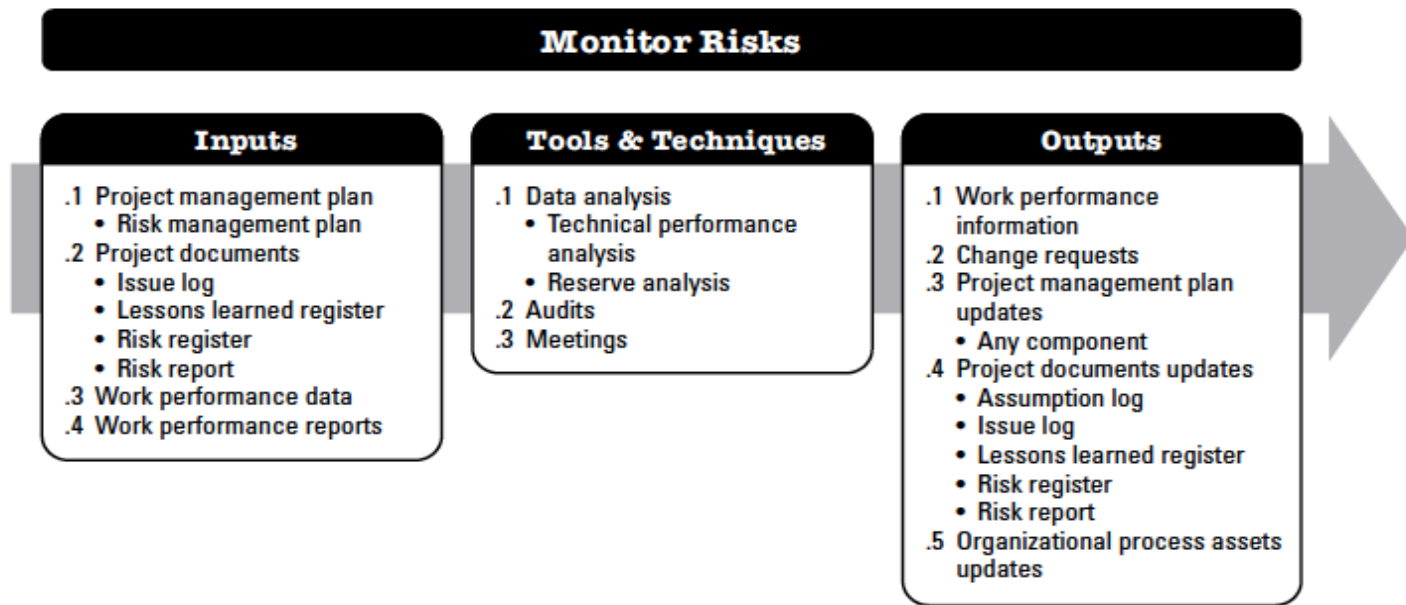 Monitor Risks
Inputs
.1 Project management plan
• Risk management plan
.2 Project documents
• Issue log
• Lessons learned register
• Risk register
• Risk report
.3 Work performance data
.4 Work performance reports
Tools & Techniques
.1 Data analysis
• Technical performance
analysis
• Reserve analysis
.2 Audits
.3 Meetings
Outputs
.1 Work performance
information
.2 Change requests
.3 Project management plan
updates
• Any component
.4 Project documents updates
• Assumption log
• Issue log
• Lessons learned register
• Risk register
• Risk report
.5 Organizational process assets
updates